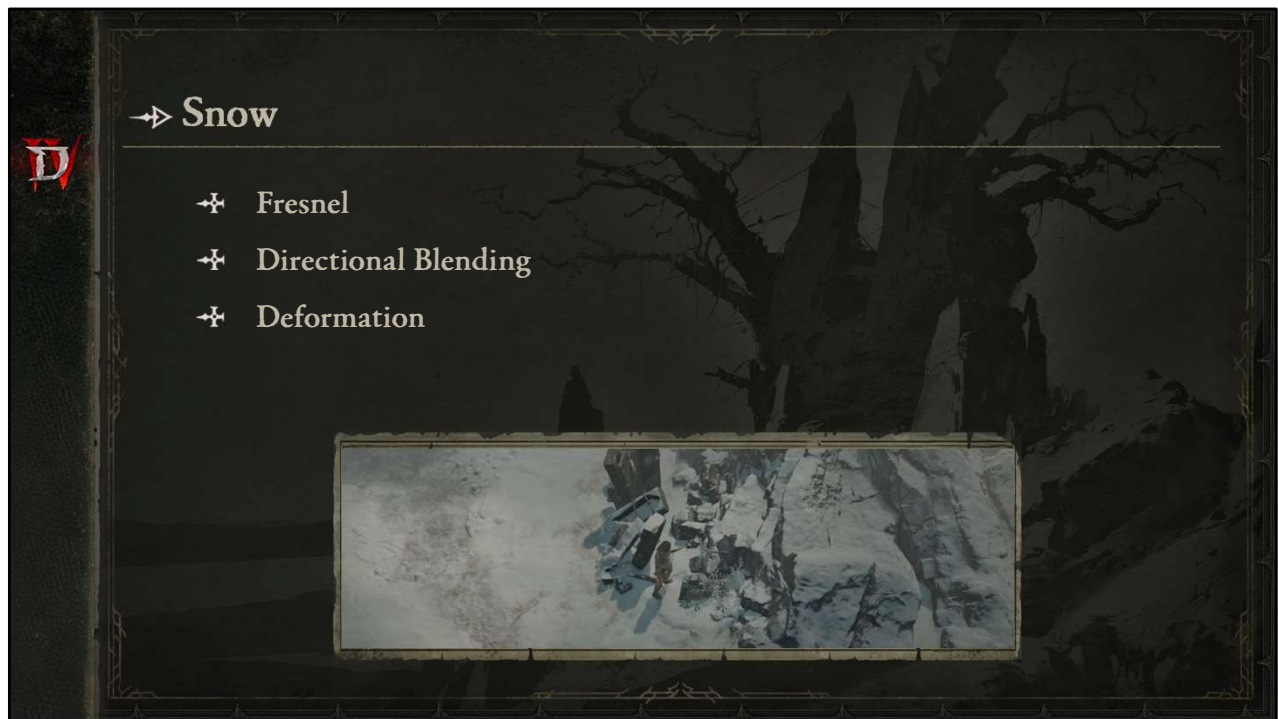 Snow
D
Fresnel
Directional Blending
Deformation